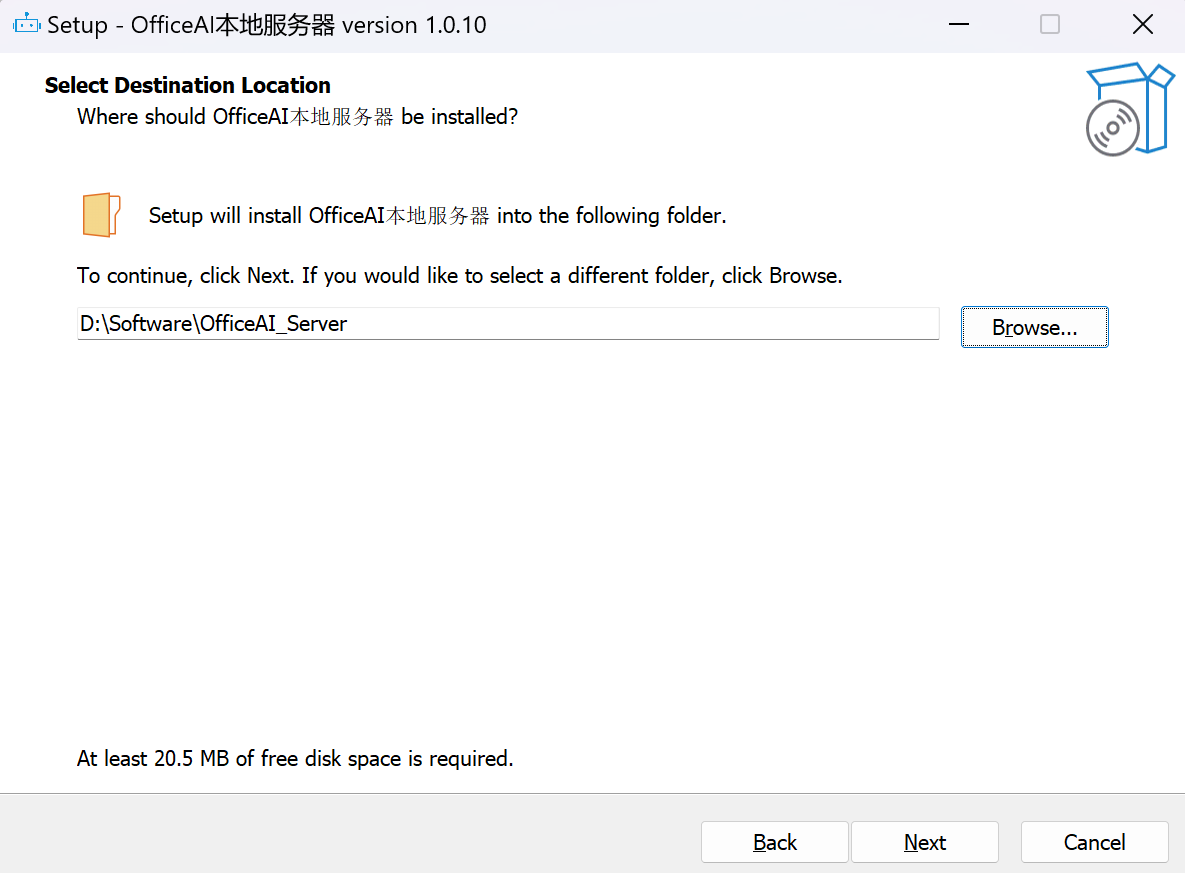 Setup - OfficeAI本地服务器 version 1.0.10
Select Destination Location
Where should OfficeAI本地服务器 be installed?
Setup will install OfficeAI本地服务器 into the following folder.
To continue, click Next. If you would like to select a different folder, click Browse.
D:\Software\OfficeAI_Server
Browse...
At least 20.5 MB of free disk space is required.
Back
Next
Cancel